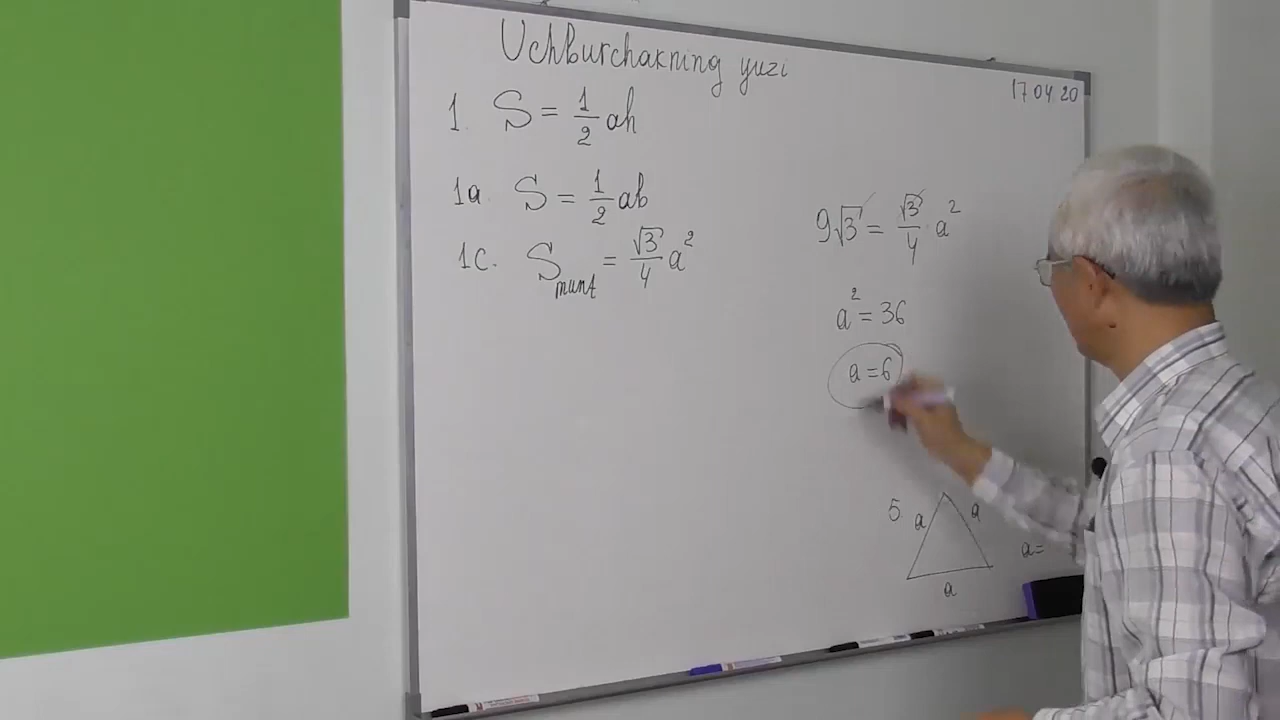 Uchburchakning yuzi
17.04.20
1. S = 1/2 ah
1a. S = 1/2 ab
1c. Smunt = √3/4 a²
9√3 = √3/4 · a²
a² = 36
a = 6
5.
a a
a =
a